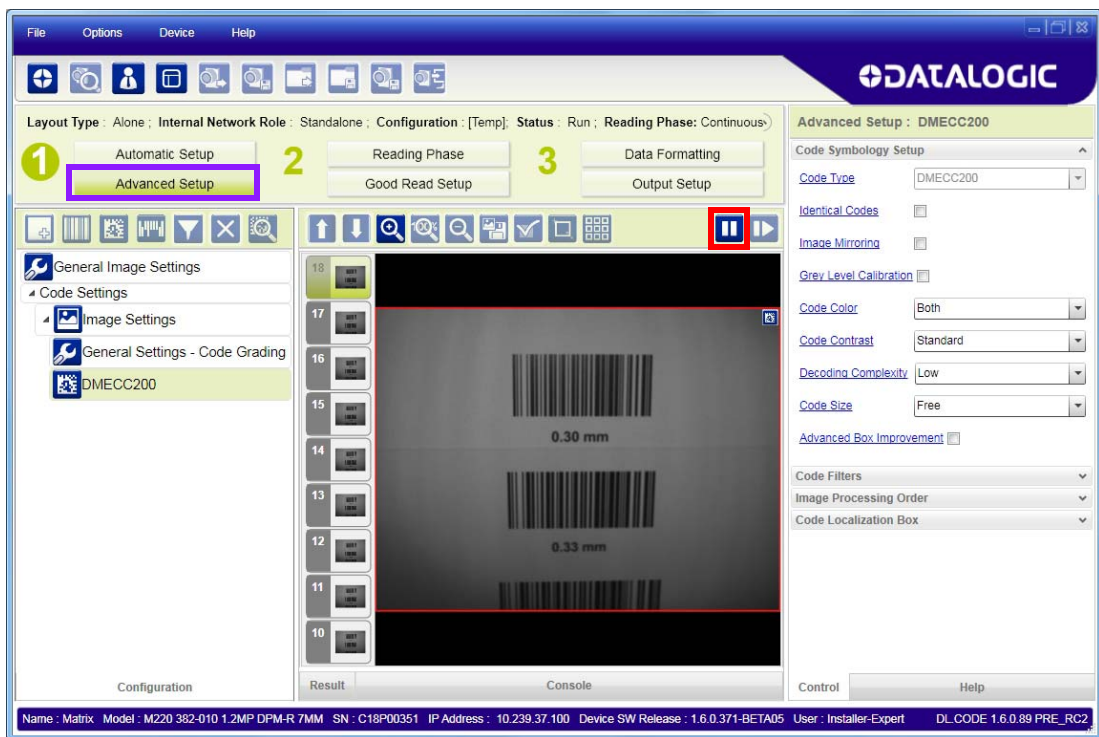 File Options Device Help
DATALOGIC
Layout Type : Alone ; Internal Network Role : Standalone ; Configuration : [Temp]; Status : Run ; Reading Phase: Continuous
1 Automatic Setup 2 Reading Phase 3 Data Formatting
Advanced Setup Good Read Setup Output Setup
100%
General Image Settings
Code Settings
Image Settings
General Settings - Code Grading
DMECC200
Configuration
18
17
16
15
14
13
12
11
10
0.30 mm
0.33 mm
Result Console
Advanced Setup : DMECC200
Code Symbology Setup
Code Type DMECC200
Identical Codes
Image Mirroring
Grey Level Calibration
Code Color Both
Code Contrast Standard
Decoding Complexity Low
Code Size Free
Advanced Box Improvement
Code Filters
Image Processing Order
Code Localization Box
Control Help
Name : Matrix Model : M220 382-010 1.2MP DPM-R 7MM SN : C18P00351 IP Address : 10.239.37.100 Device SW Release : 1.6.0.371-BETA05 User : Installer-Expert DL.CODE 1.6.0.89 PRE_RC2